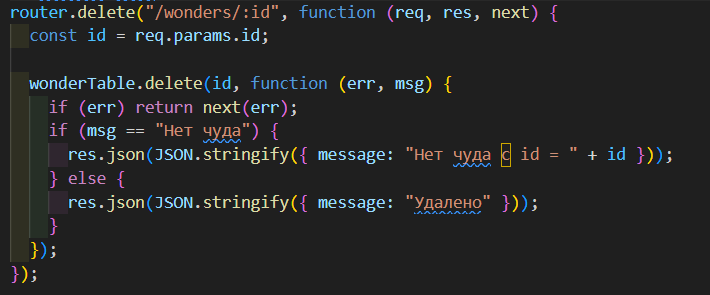 router.delete("/wonders/:id", function (req, res, next) {
  const id = req.params.id;

  wonderTable.delete(id, function (err, msg) {
    if (err) return next(err);
    if (msg == "Нет чуда") {
      res.json(JSON.stringify({ message: "Нет чуда с id = " + id }));
    } else {
      res.json(JSON.stringify({ message: "Удалено" }));
    }
  });
});